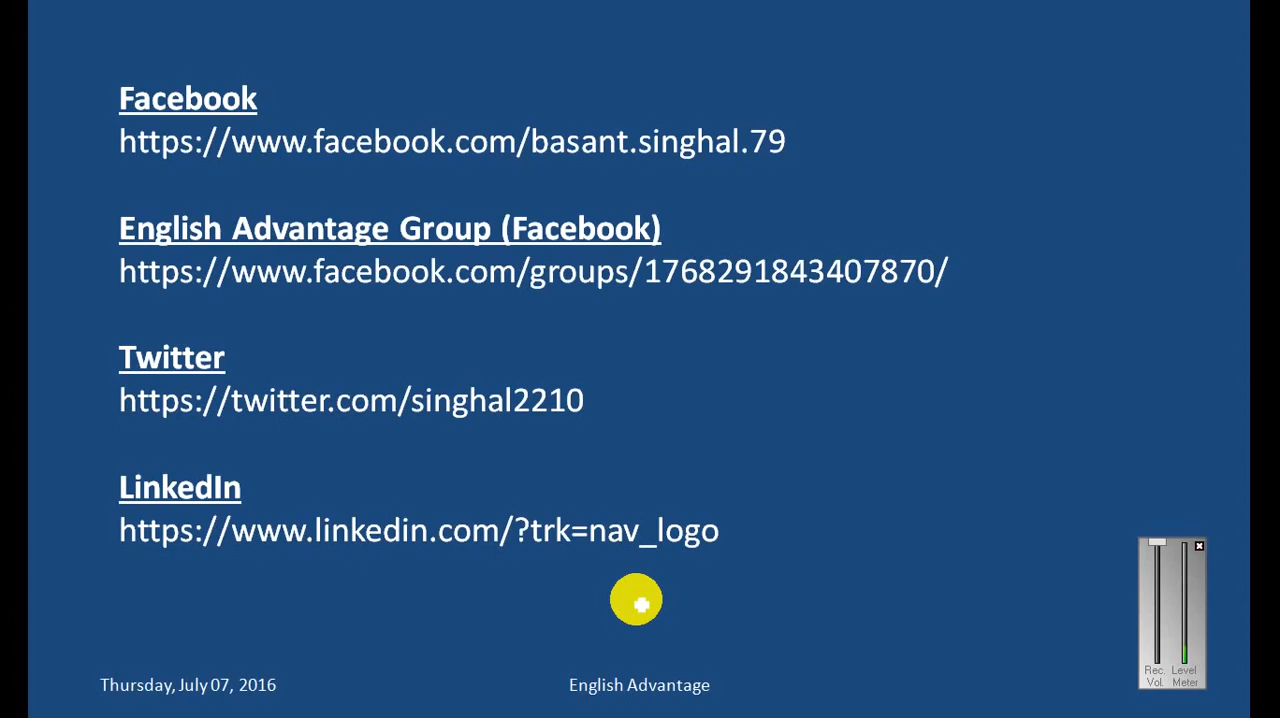 Facebook
https://www.facebook.com/basant.singhal.79
English Advantage Group (Facebook)
https://www.facebook.com/groups/1768291843407870/
Twitter
https://twitter.com/singhal2210
LinkedIn
https://www.linkedin.com/?trk=nav_logo
Rec. Level
Vol. Meter
Thursday, July 07, 2016
English Advantage